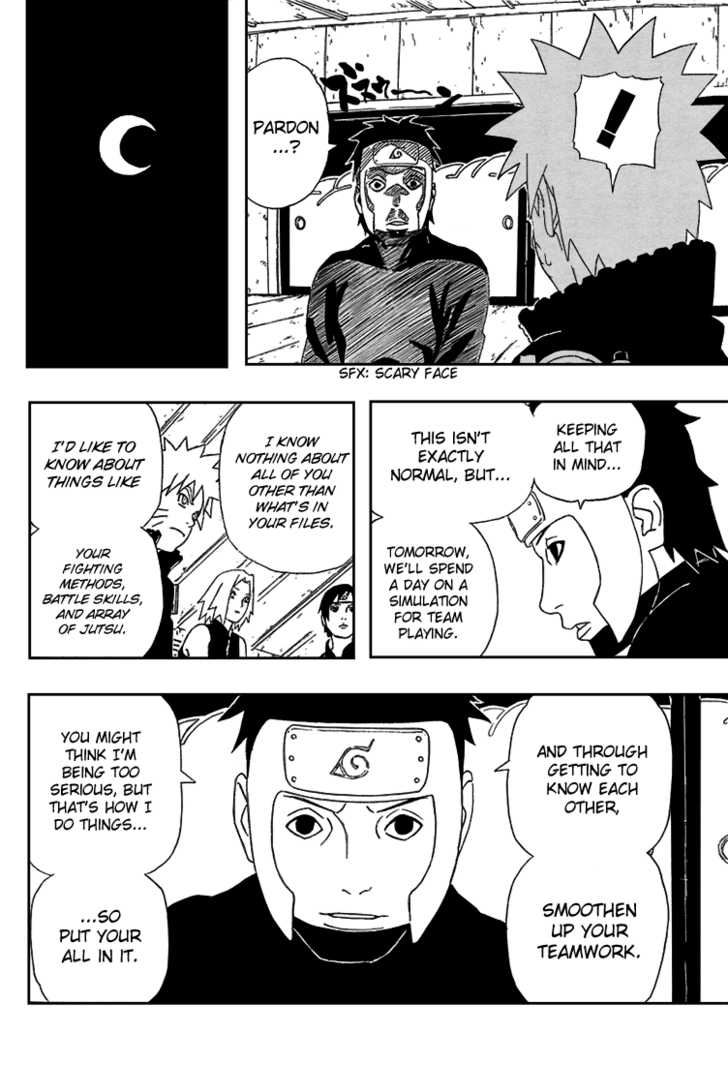 !
PARDON
...?
SFX: SCARY FACE
KEEPING
ALL THAT
IN MIND...
THIS ISN'T
EXACTLY
NORMAL, BUT...
TOMORROW,
WE'LL SPEND
A DAY ON A
SIMULATION
FOR TEAM
PLAYING.
I KNOW
NOTHING ABOUT
ALL OF YOU
OTHER THAN
WHAT'S IN
YOUR FILES.
I'D LIKE TO
KNOW ABOUT
THINGS LIKE
YOUR
FIGHTING
METHODS,
BATTLE SKILLS,
AND ARRAY
OF JUTSU.
AND THROUGH
GETTING TO
KNOW EACH
OTHER,
SMOOTHEN
UP YOUR
TEAMWORK.
YOU MIGHT
THINK I'M
BEING TOO
SERIOUS, BUT
THAT'S HOW I
DO THINGS...
...SO
PUT YOUR
ALL IN IT.